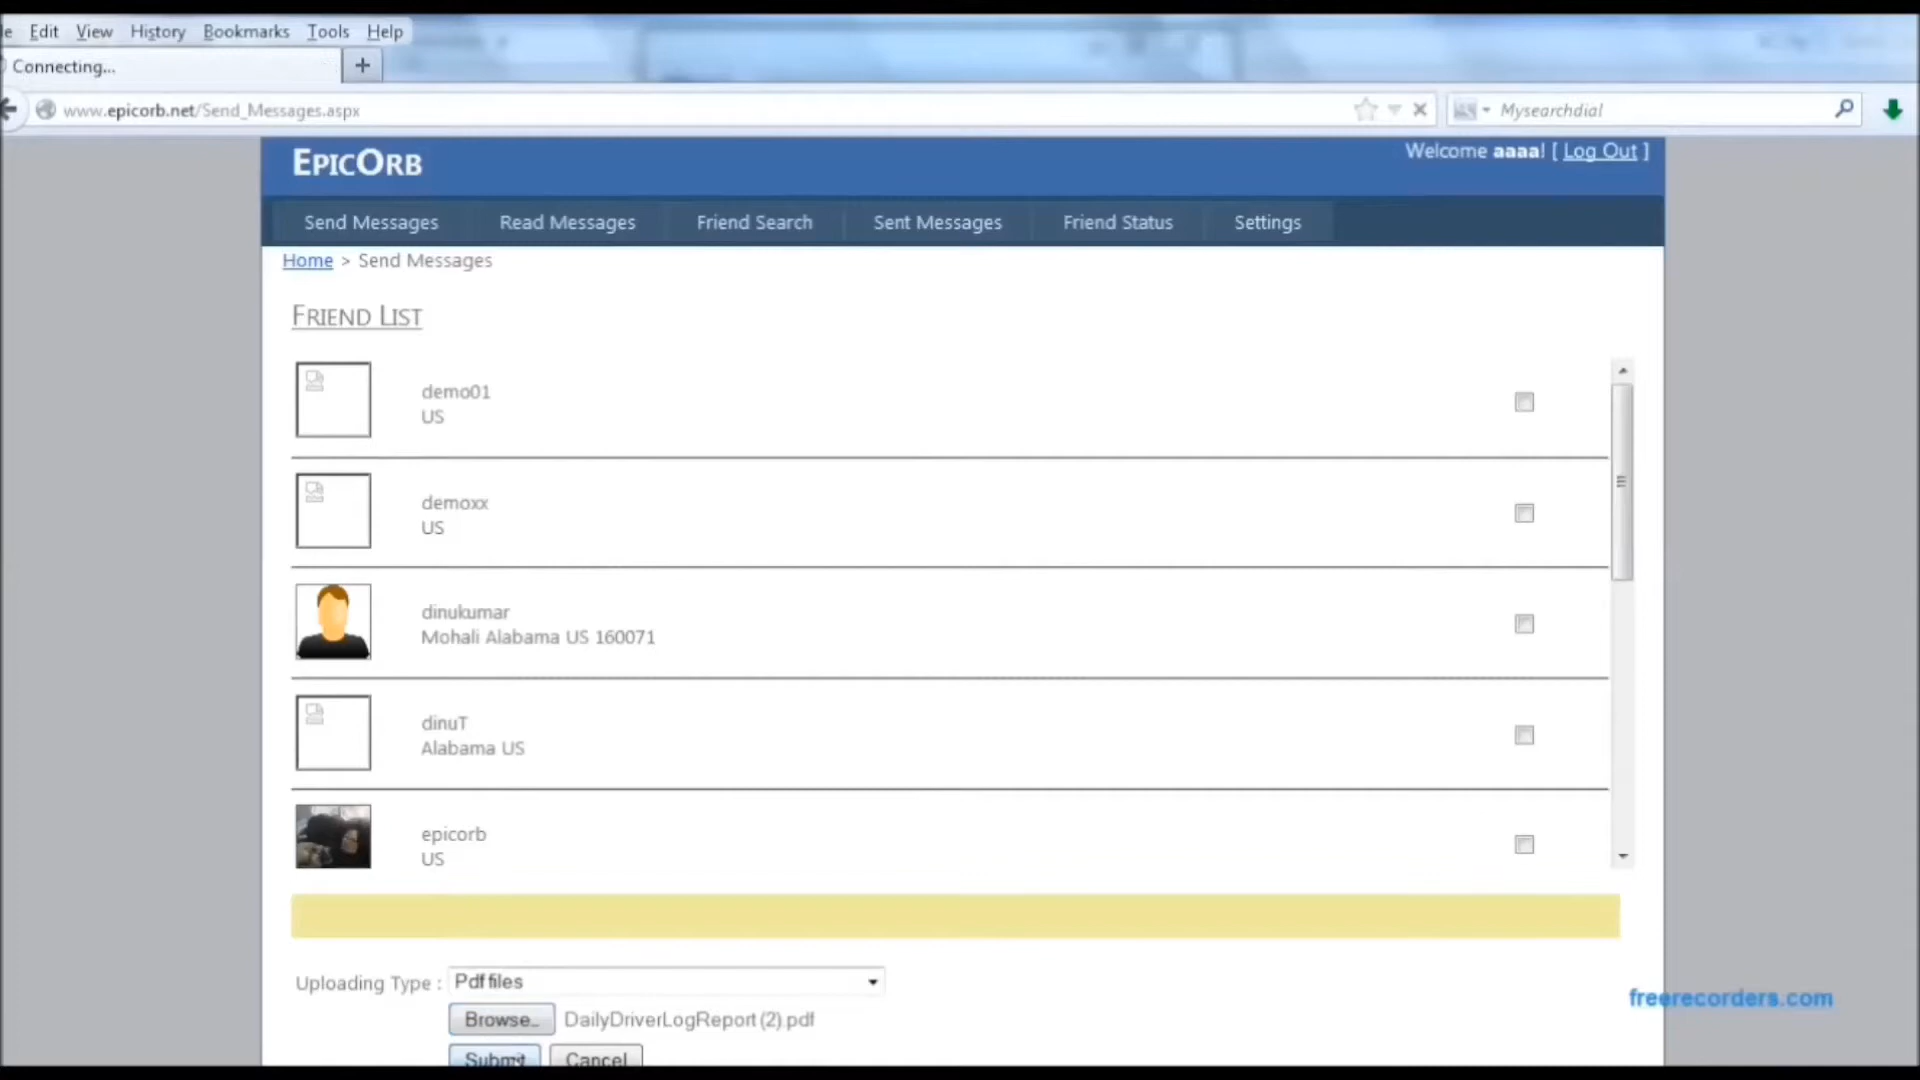 Edit View History Bookmarks Tools Help
Connecting... +
www.epicorb.net/Send_Messages.aspx
Mysearchdial
EPICORB
Welcome aaaa! [ Log Out ]
Send Messages Read Messages Friend Search Sent Messages Friend Status Settings
Home > Send Messages
FRIEND LIST
demo01
US
demoxx
US
dinukumar
Mohali Alabama US 160071
dinuT
Alabama US
epicorb
US
Uploading Type : Pdf files
freerecorders.com
Browse.. DailyDriverLogReport (2).pdf
Submit Cancel